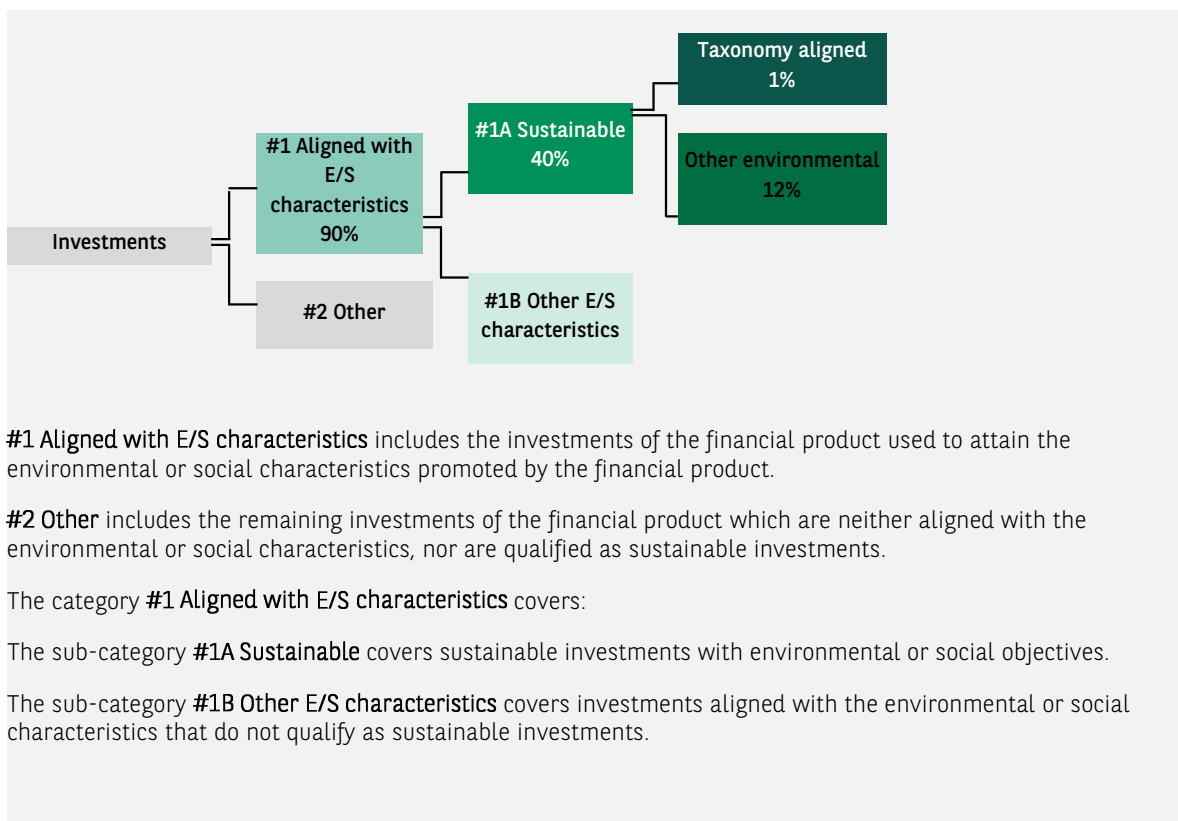 Taxonomy aligned
1%
#1A Sustainable
40%
#1 Aligned with
E/S
characteristics
90%
Other environmental
12%
Investments
#2 Other
#1B Other E/S
characteristics
#1 Aligned with E/S characteristics includes the investments of the financial product used to attain the
environmental or social characteristics promoted by the financial product.
#2 Other includes the remaining investments of the financial product which are neither aligned with the
environmental or social characteristics, nor are qualified as sustainable investments.
The category #1 Aligned with E/S characteristics covers:
The sub-category #1A Sustainable covers sustainable investments with environmental or social objectives.
The sub-category #1B Other E/S characteristics covers investments aligned with the environmental or social
characteristics that do not qualify as sustainable investments.